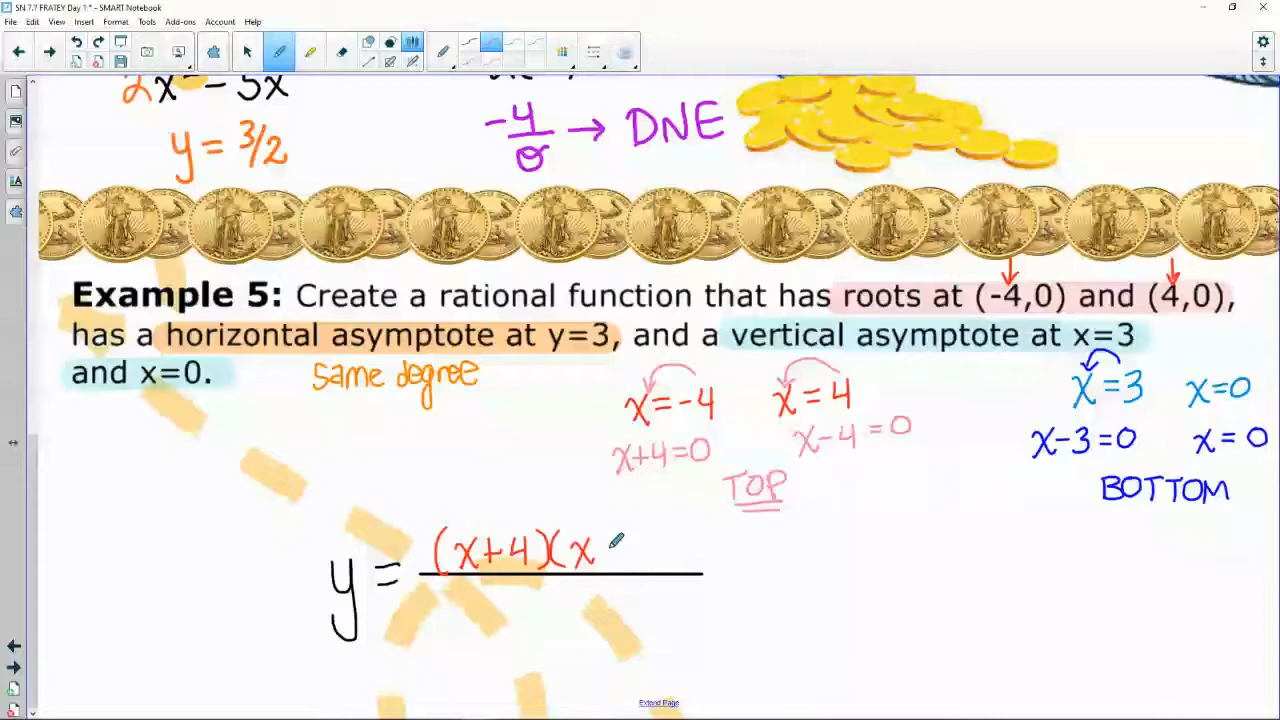 SN 7.7 FRATEY Day 1 * - SMART Notebook
File Edit View Insert Format Tools Add-ons Account Help
- 5x
y = 3/2
-4/0 → DNE
Example 5: Create a rational function that has roots at (-4,0) and (4,0),
has a horizontal asymptote at y=3, and a vertical asymptote at x=3
and x=0.
same degree
x = -4 x = 4 x = 3 x = 0
x+4=0 x-4=0 x-3=0 x=0
TOP BOTTOM
y = (x+4)(x
Extend Page